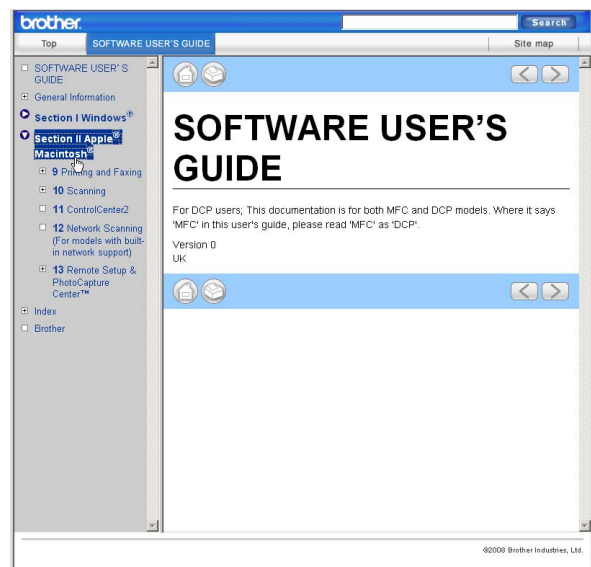 brother.
Search
Top
SOFTWARE USER'S GUIDE
Site map
SOFTWARE USER' S
GUIDE
General Information
Section I Windows®
Section II Apple®
Macintosh®
9 Printing and Faxing
10 Scanning
11 ControlCenter2
12 Network Scanning
(For models with built-
in network support)
13 Remote Setup &
PhotoCapture
Center™
Index
Brother
SOFTWARE USER’S
GUIDE
For DCP users; This documentation is for both MFC and DCP models. Where it says
'MFC' in this user's guide, please read 'MFC' as 'DCP'.
Version 0
UK
©2008 Brother Industries, Ltd.